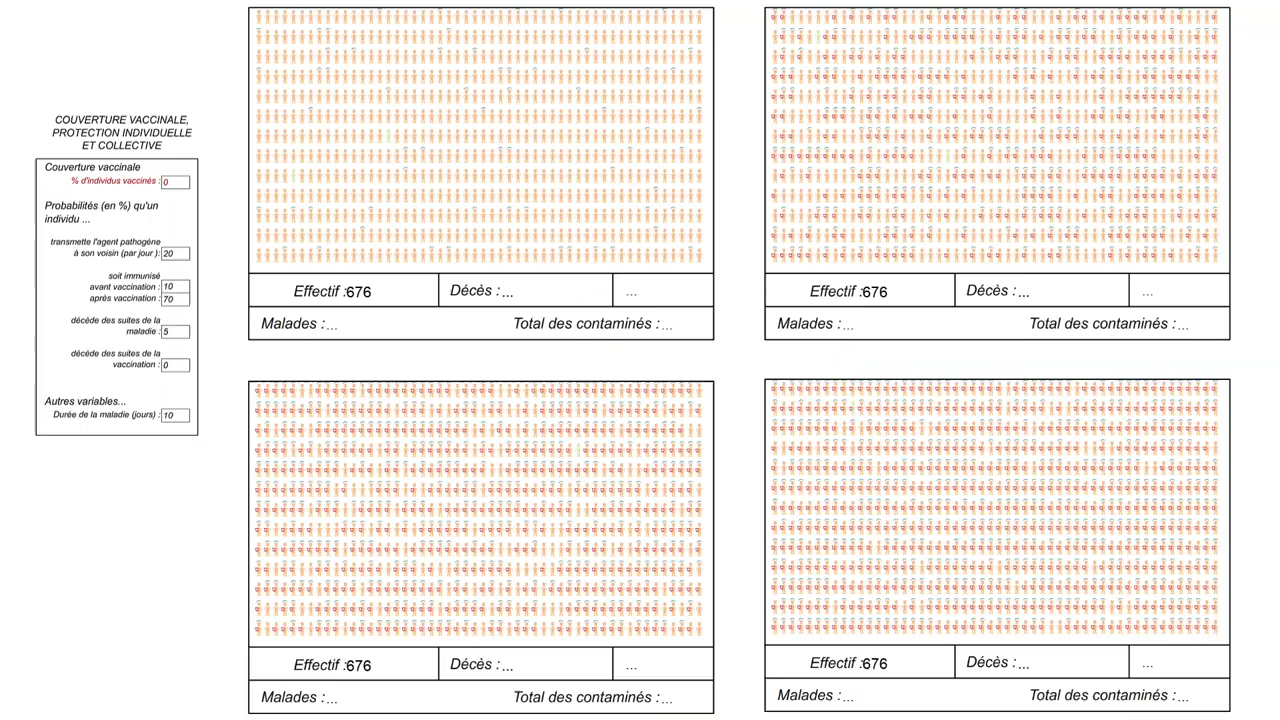 COUVERTURE VACCINALE,
PROTECTION INDIVIDUELLE
ET COLLECTIVE
Couverture vaccinale
% d'individus vaccinés : 0
Probabilités (en %) qu'un
individu ...
transmette l'agent pathogène
à son voisin (par jour ): 20
soit immunisé
avant vaccination : 10
après vaccination : 70
décède des suites de la
maladie : 5
décède des suites de la
vaccination : 0
Autres variables...
Durée de la maladie (jours) : 10
Effectif :676 Décès : ... ...
Malades : ... Total des contaminés : ...
Effectif :676 Décès : ... ...
Malades : ... Total des contaminés : ...
Effectif :676 Décès : ... ...
Malades : ... Total des contaminés : ...
Effectif :676 Décès : ... ...
Malades : ... Total des contaminés : ...